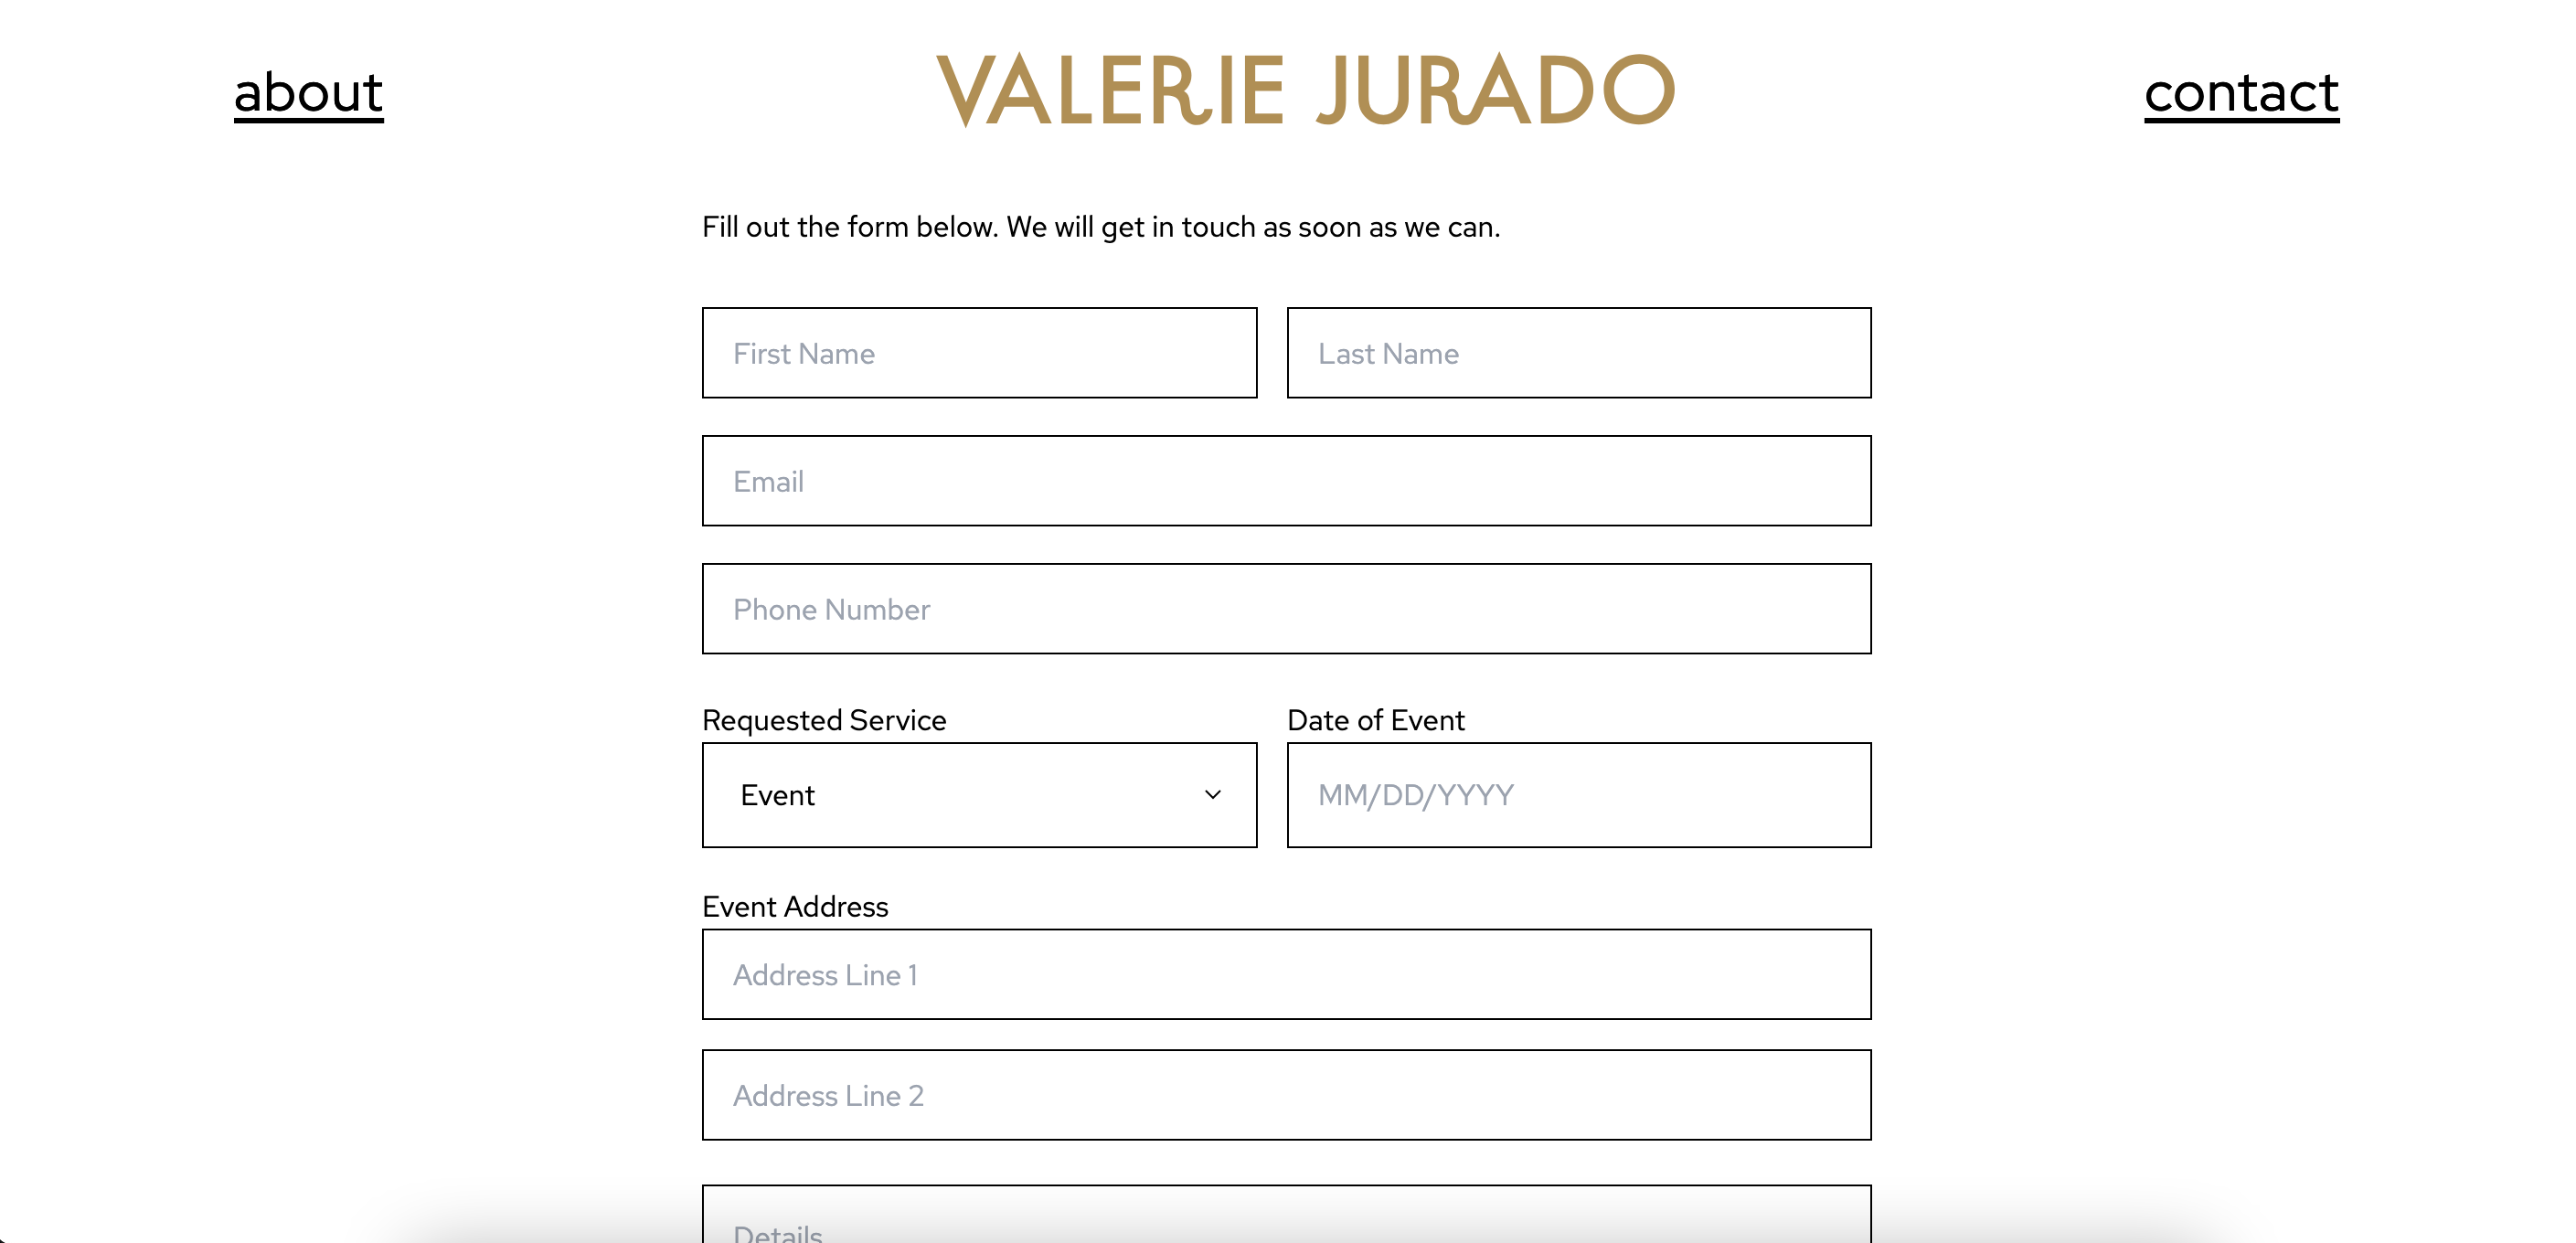 about
VALERIE JURADO
contact
Fill out the form below. We will get in touch as soon as we can.
First Name
Last Name
Email
Phone Number
Requested Service
Date of Event
Event
MM/DD/YYYY
Event Address
Address Line 1
Address Line 2
Details